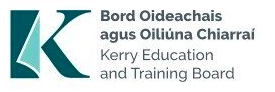 Bord Oideachais
agus Oiliúna Chiarraí
Kerry Education
and Training Board